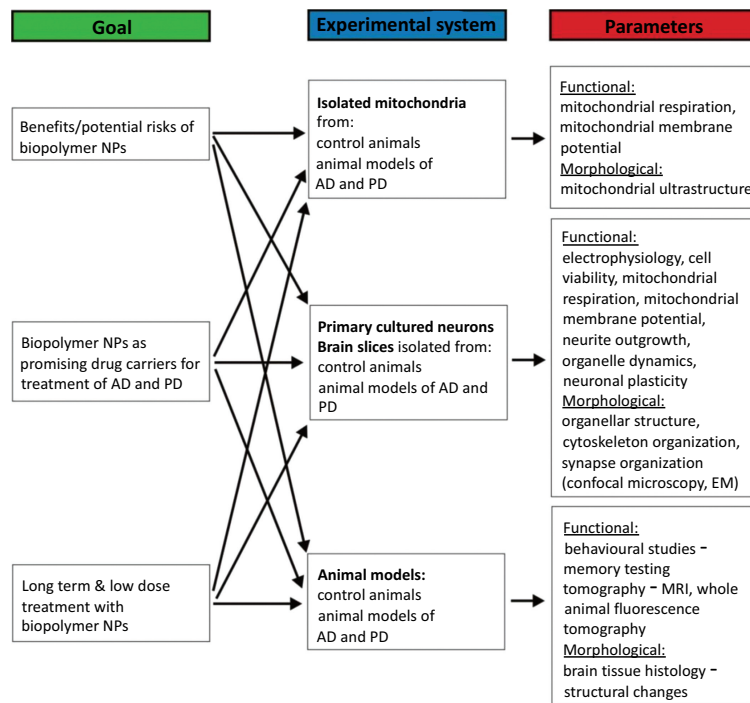 Goal
Experimental system
Parameters
Benefits/potential risks of
biopolymer NPs
Biopolymer NPs as
promising drug carriers for
treatment of AD and PD
Long term & low dose
treatment with
biopolymer NPs
Isolated mitochondria
from:
control animals
animal models of
AD and PD
Primary cultured neurons
Brain slices isolated from:
control animals
animal models of AD and
PD
Animal models:
control animals
animal models of
AD and PD
Functional:
mitochondrial respiration,
mitochondrial membrane
potential
Morphological:
mitochondrial ultrastructure
Functional:
electrophysiology, cell
viability, mitochondrial
respiration, mitochondrial
membrane potential,
neurite outgrowth,
organelle dynamics,
neuronal plasticity
Morphological:
organellar structure,
cytoskeleton organization,
synapse organization
(confocal microscopy, EM)
Functional:
behavioural studies –
memory testing
tomography – MRI, whole
animal fluorescence
tomography
Morphological:
brain tissue histology –
structural changes